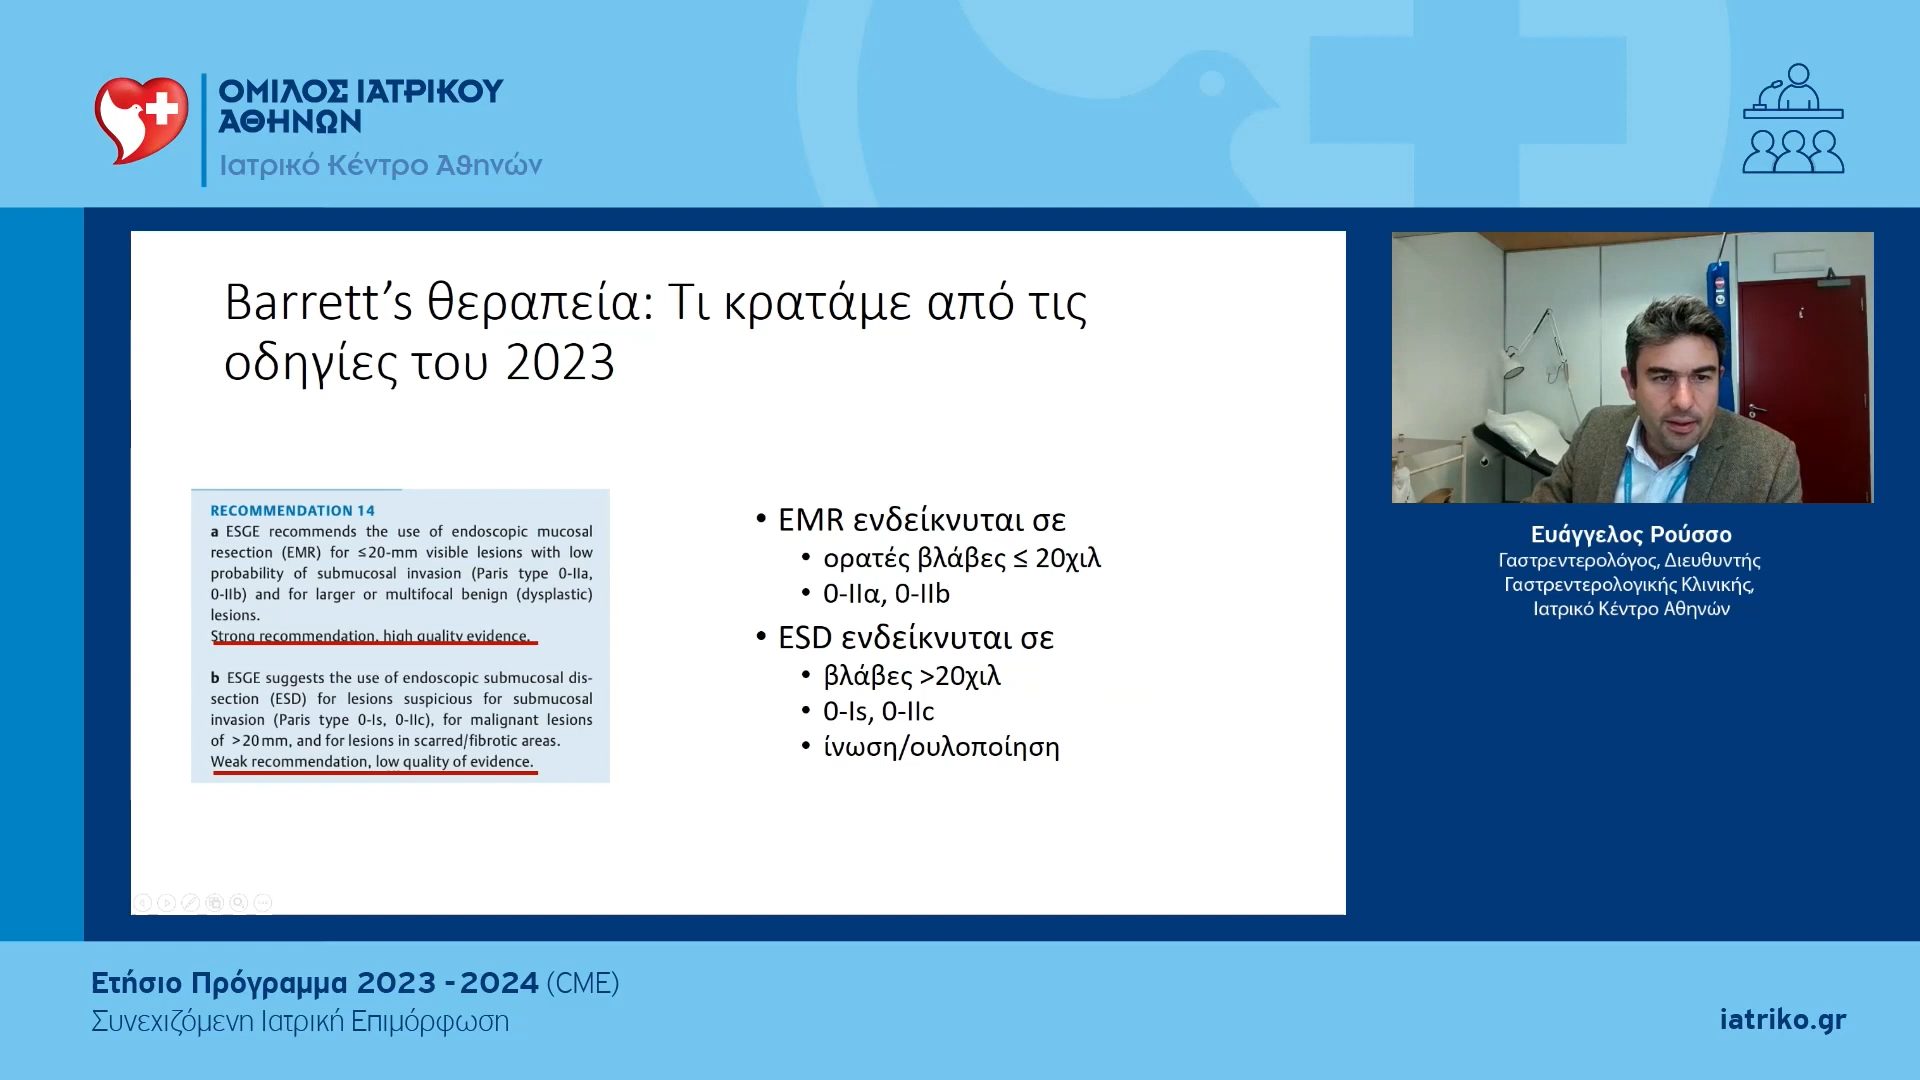 ΟΜΙΛΟΣ ΙΑΤΡΙΚΟΥ
ΑΘΗΝΩΝ
Ιατρικό Κέντρο Αθηνών
Barrett’s θεραπεία: Τι κρατάμε από τις
οδηγίες του 2023
RECOMMENDATION 14
a ESGE recommends the use of endoscopic mucosal
resection (EMR) for ≤20-mm visible lesions with low
probability of submucosal invasion (Paris type 0-IIa,
0-IIb) and for larger or multifocal benign (dysplastic)
lesions.
Strong recommendation, high quality evidence.
b ESGE suggests the use of endoscopic submucosal dis-
section (ESD) for lesions suspicious for submucosal
invasion (Paris type 0-Is, 0-IIc), for malignant lesions
of >20mm, and for lesions in scarred/fibrotic areas.
Weak recommendation, low quality of evidence.
• EMR ενδείκνυται σε
• ορατές βλάβες ≤ 20χιλ
• 0-IIα, 0-IIb
• ESD ενδείκνυται σε
• βλάβες >20χιλ
• 0-Is, 0-IIc
• ίνωση/ουλοποίηση
Ευάγγελος Ρούσσο
Γαστρεντερολόγος, Διευθυντής
Γαστρεντερολογικής Κλινικής,
Ιατρικό Κέντρο Αθηνών
Ετήσιο Πρόγραμμα 2023 - 2024 (CME)
Συνεχιζόμενη Ιατρική Επιμόρφωση
iatriko.gr